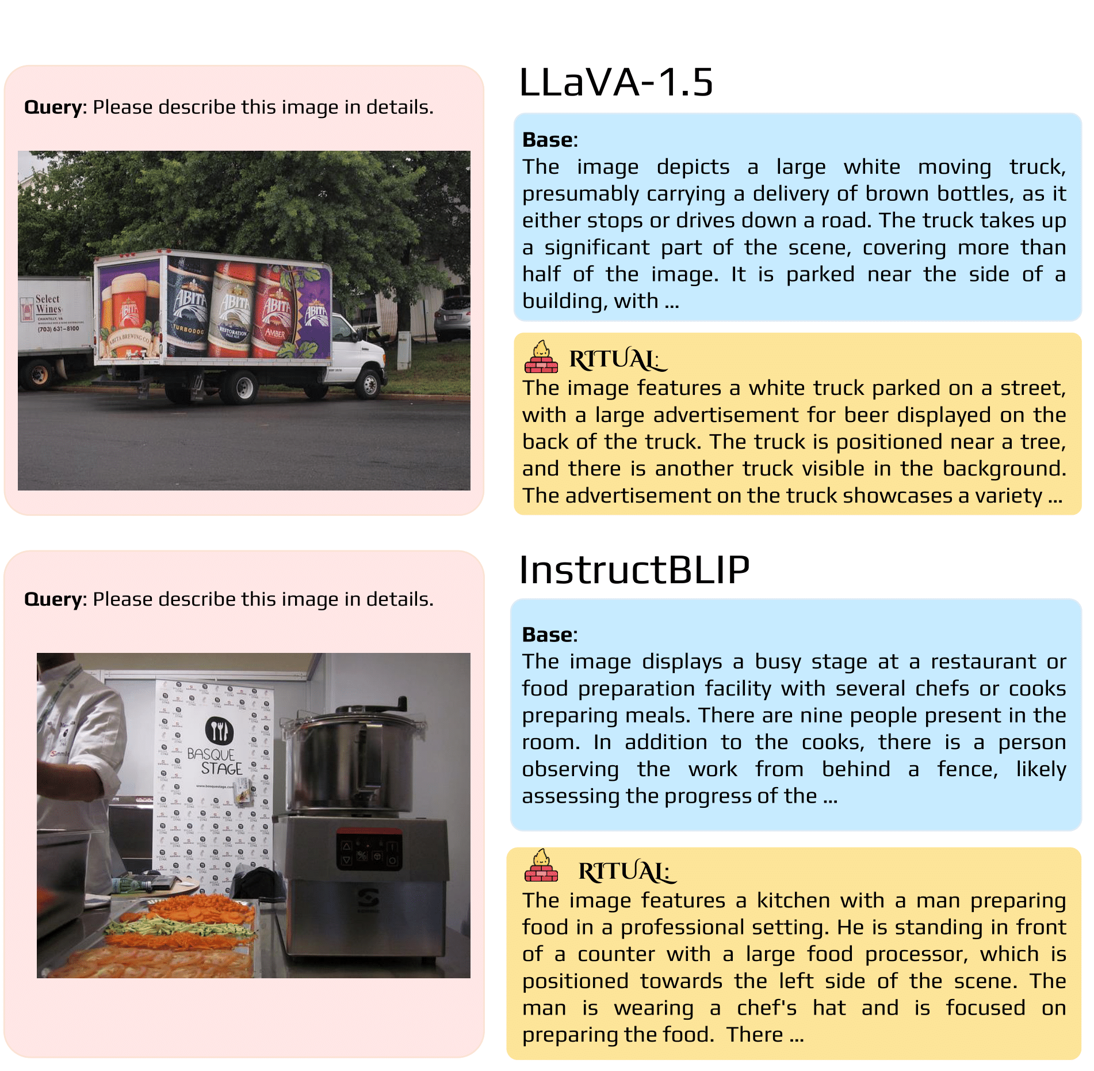 LLaVA-1.5
Query: Please describe this image in details.
Select
Wines
CHANTILLY, VA
(703) 631-8100
ABITA
ABITA BREWING CO.
ABITA
TURBODOG
ABITA
RESTORATION
ABITA
AMBER
ABITA
Base:
The image depicts a large white moving truck,
presumably carrying a delivery of brown bottles, as it
either stops or drives down a road. The truck takes up
a significant part of the scene, covering more than
half of the image. It is parked near the side of a
building, with ...
RITUAL:
The image features a white truck parked on a street,
with a large advertisement for beer displayed on the
back of the truck. The truck is positioned near a tree,
and there is another truck visible in the background.
The advertisement on the truck showcases a variety ...
InstructBLIP
Query: Please describe this image in details.
BASQUE
STAGE
Base:
The image displays a busy stage at a restaurant or
food preparation facility with several chefs or cooks
preparing meals. There are nine people present in the
room. In addition to the cooks, there is a person
observing the work from behind a fence, likely
assessing the progress of the ...
RITUAL:
The image features a kitchen with a man preparing
food in a professional setting. He is standing in front
of a counter with a large food processor, which is
positioned towards the left side of the scene. The
man is wearing a chef's hat and is focused on
preparing the food. There ...